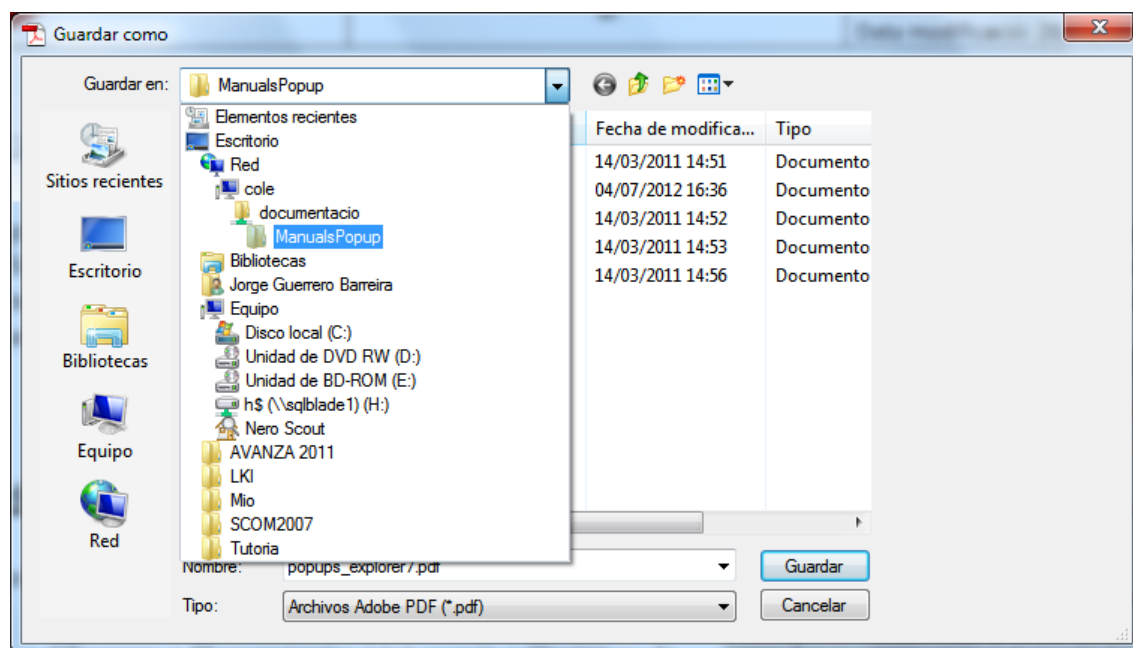 Guardar como
Guardar en:
ManualsPopup
Elementos recientes
Escritorio
Red
cole
documentacio
ManualsPopup
Bibliotecas
Jorge Guerrero Barreira
Equipo
Disco local (C:)
Unidad de DVD RW (D:)
Unidad de BD-ROM (E:)
h$ (\\sqlblade1) (H:)
Nero Scout
AVANZA 2011
LKI
Mio
SCOM2007
Tutoria
Sitios recientes
Escritorio
Bibliotecas
Equipo
Red
Fecha de modifica... Tipo
14/03/2011 14:51 Documento
04/07/2012 16:36 Documento
14/03/2011 14:52 Documento
14/03/2011 14:53 Documento
14/03/2011 14:56 Documento
Nombre: popups_explorer7.pdf Guardar
Tipo: Archivos Adobe PDF (*.pdf) Cancelar